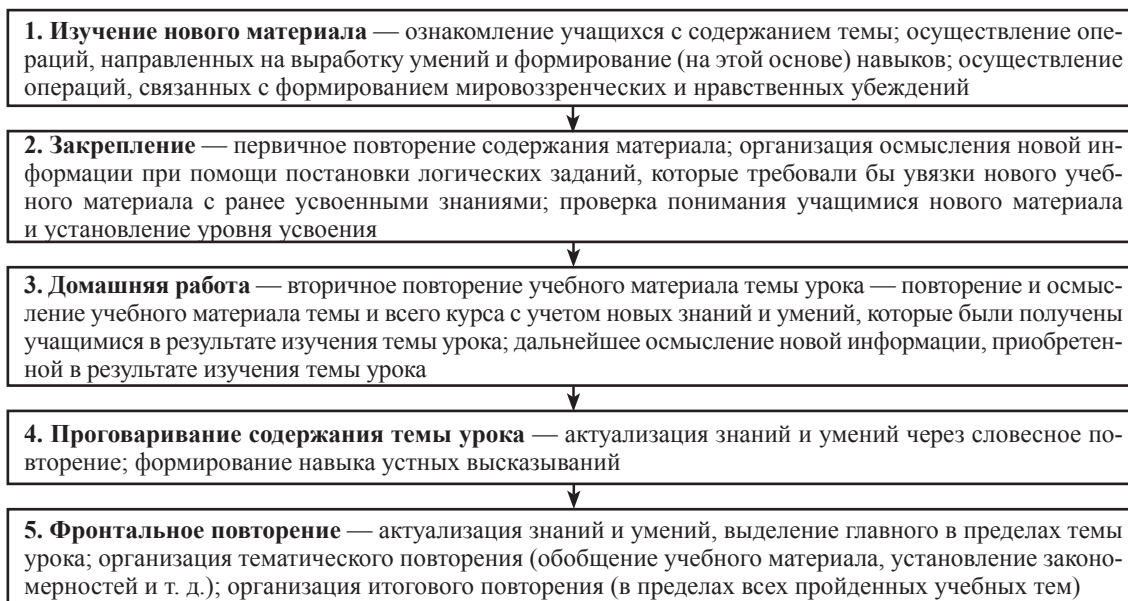 1. Изучение нового материала — ознакомление учащихся с содержанием темы; осуществление опе-
раций, направленных на выработку умений и формирование (на этой основе) навыков; осуществление
операций, связанных с формированием мировоззренческих и нравственных убеждений
2. Закрепление — первичное повторение содержания материала; организация осмысления новой ин-
формации при помощи постановки логических заданий, которые требовали бы увязки нового учеб-
ного материала с ранее усвоенными знаниями; проверка понимания учащимися нового материала
и установление уровня усвоения
3. Домашняя работа — вторичное повторение учебного материала темы урока — повторение и осмыс-
ление учебного материала темы и всего курса с учетом новых знаний и умений, которые были получены
учащимися в результате изучения темы урока; дальнейшее осмысление новой информации, приобретен-
ной в результате изучения темы урока
4. Проговаривание содержания темы урока — актуализация знаний и умений через словесное по-
вторение; формирование навыка устных высказываний
5. Фронтальное повторение — актуализация знаний и умений, выделение главного в пределах темы
урока; организация тематического повторения (обобщение учебного материала, установление законо-
мерностей и т. д.); организация итогового повторения (в пределах всех пройденных учебных тем)